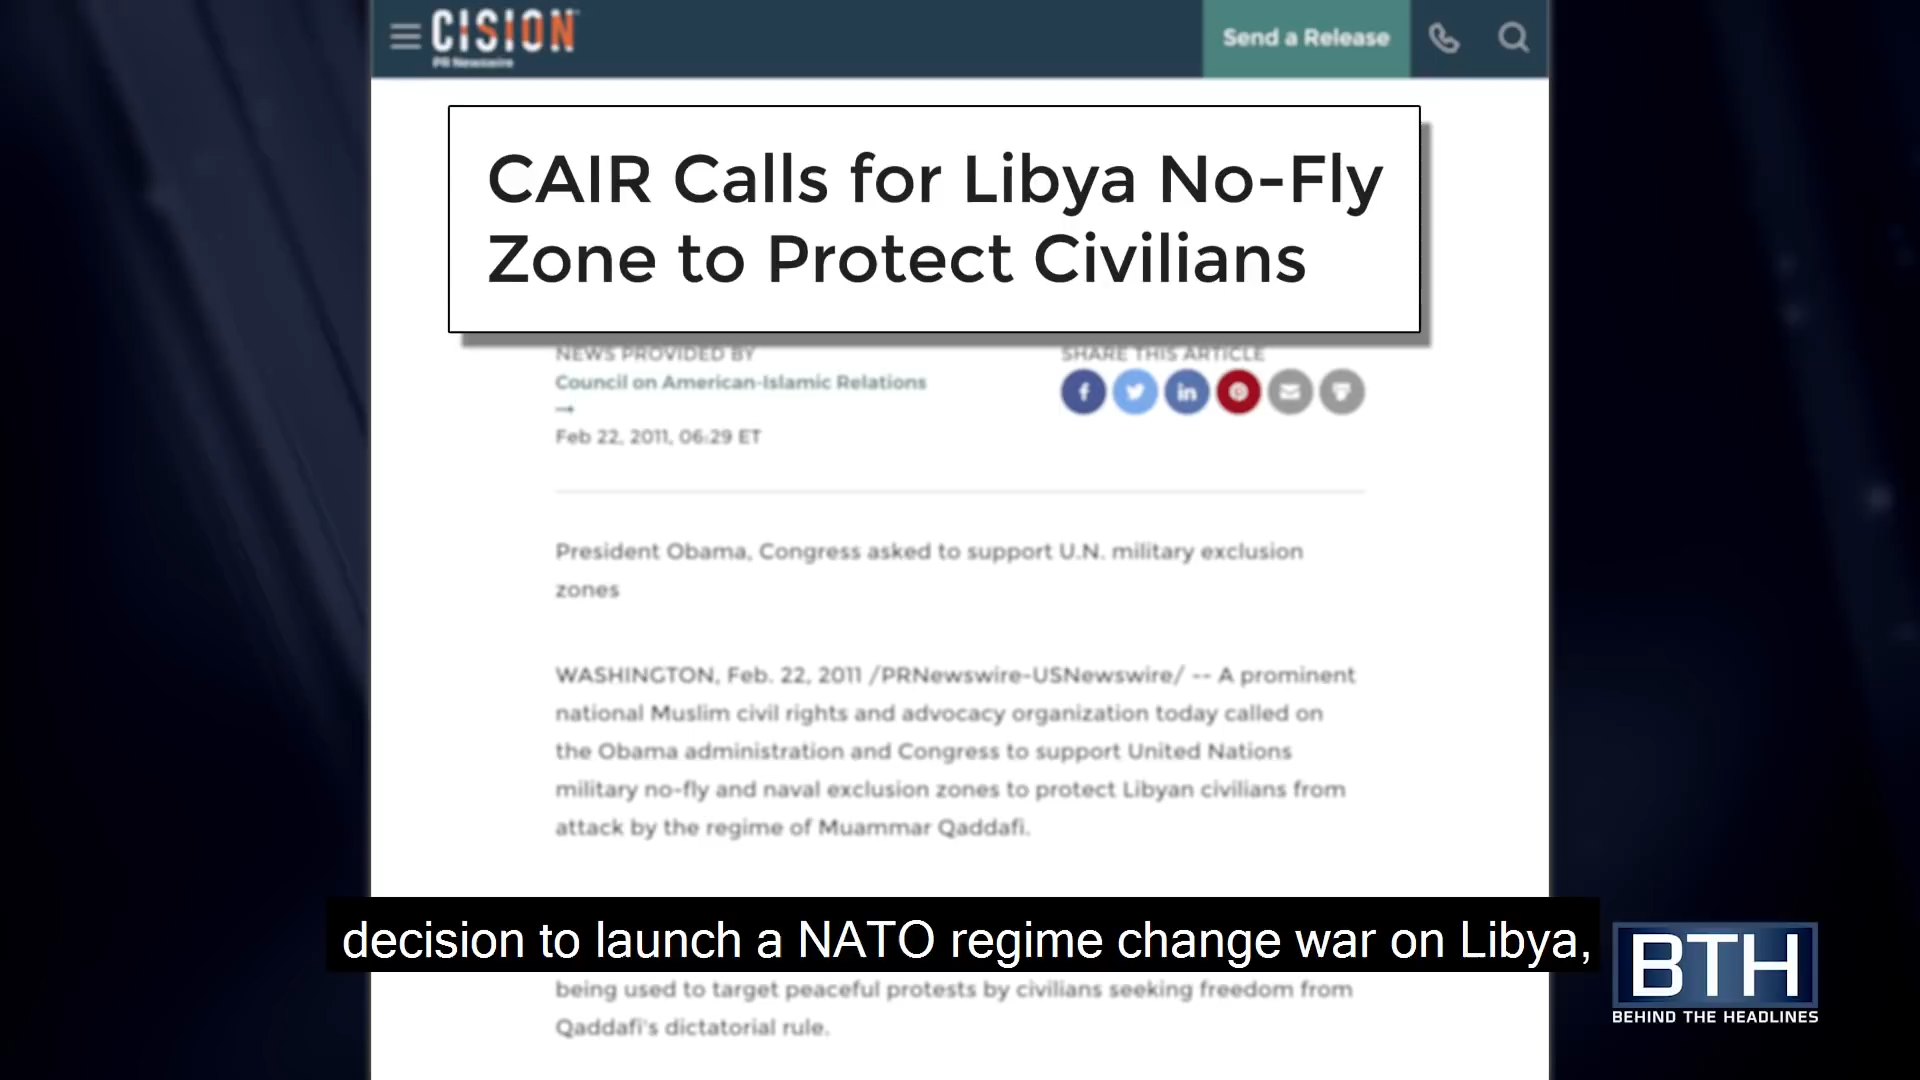 CISION
PR Newswire
Send a Release
CAIR Calls for Libya No-Fly
Zone to Protect Civilians
NEWS PROVIDED BY
Council on American-Islamic Relations
→
Feb 22, 2011, 06:29 ET
SHARE THIS ARTICLE
President Obama, Congress asked to support U.N. military exclusion
zones
WASHINGTON, Feb. 22, 2011 /PRNewswire-USNewswire/ -- A prominent
national Muslim civil rights and advocacy organization today called on
the Obama administration and Congress to support United Nations
military no-fly and naval exclusion zones to protect Libyan civilians from
attack by the regime of Muammar Qaddafi.
decision to launch a NATO regime change war on Libya,
being used to target peaceful protests by civilians seeking freedom from
Qaddafi's dictatorial rule.
BTH
BEHIND THE HEADLINES